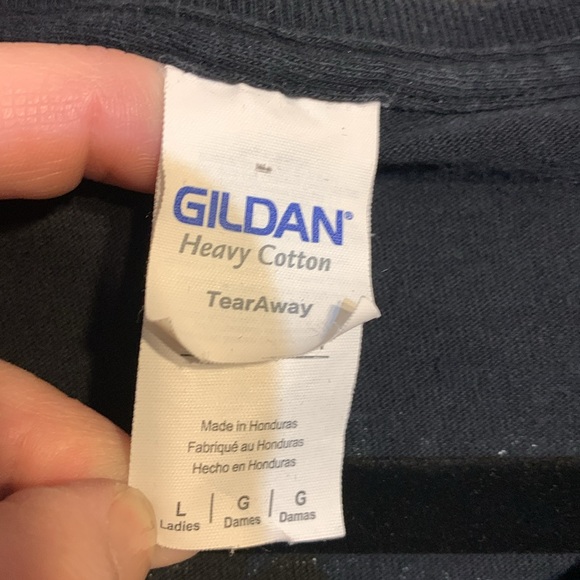 GILDAN®
Heavy Cotton
TearAway
Made in Honduras
Fabriqué au Honduras
Hecho en Honduras
L | G | G
Ladies | Dames | Damas